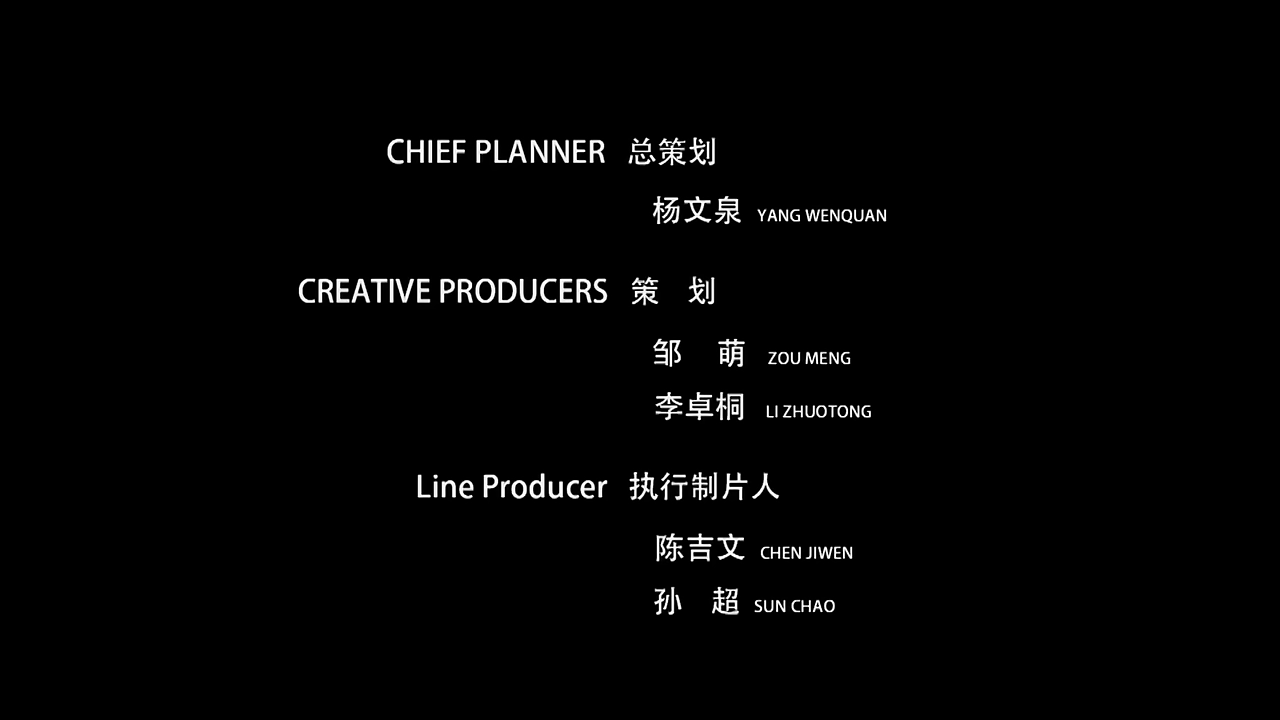 CHIEF PLANNER 总策划
杨文泉 YANG WENQUAN
CREATIVE PRODUCERS 策 划
邹 萌 ZOU MENG
李卓桐 LI ZHUOTONG
Line Producer 执行制片人
陈吉文 CHEN JIWEN
孙 超 SUN CHAO